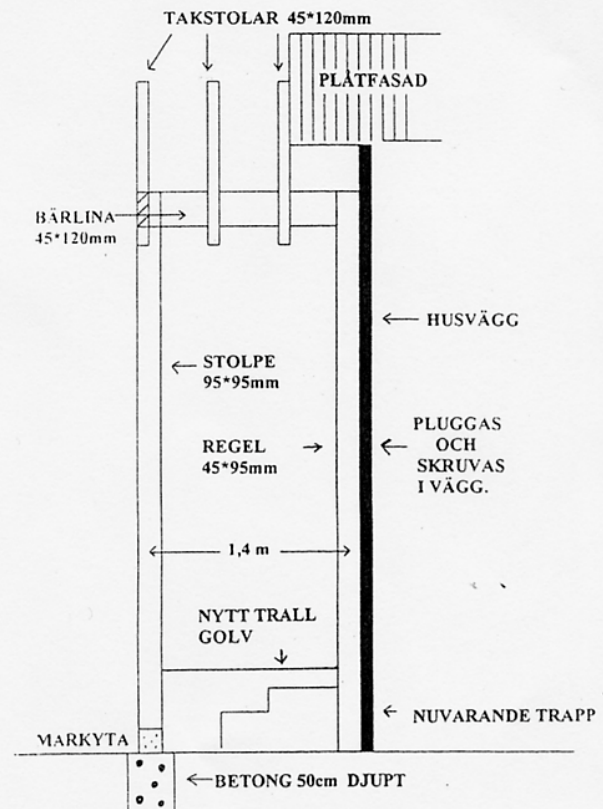 TAKSTOLAR 45*120mm
PLÅTFASAD
BÄRLINA
45*120mm
HUSVÄGG
STOLPE
95*95mm
REGEL
45*95mm
PLUGGAS
OCH
SKRUVAS
I VÄGG.
1,4 m
NYTT TRALL
GOLV
NUVARANDE TRAPP
MARKYTA
BETONG 50cm DJUPT